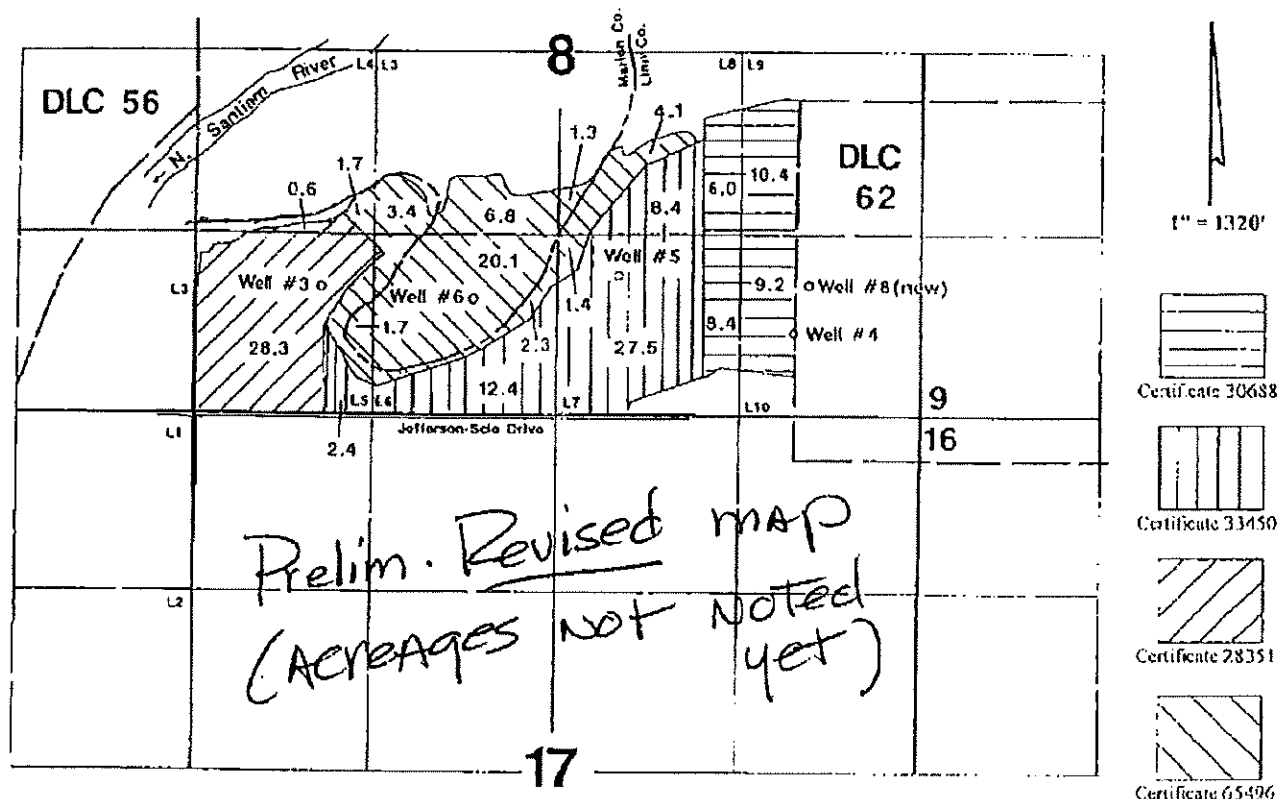 8
DLC 56
N. Santiam River
L4 L3
Marion Co.
Linn Co.
L8 L9
4.1
1.3
1.7
0.6
3.4
6.8
8.4
6.0
10.4
DLC
62
1" = 1320'
L3
Well #3
Well #6
20.1
Well #5
1.4
9.2
Well #8 (new)
Well #4
1.7
28.3
2.3
27.5
8.4
12.4
L5 L6
L7
L10
9
16
L1
Jefferson-Scio Drive
2.4
Prelim. Revised map
(Acreages not noted
yet)
L2
17
Certificate 30688
Certificate 33450
Certificate 28351
Certificate 65496